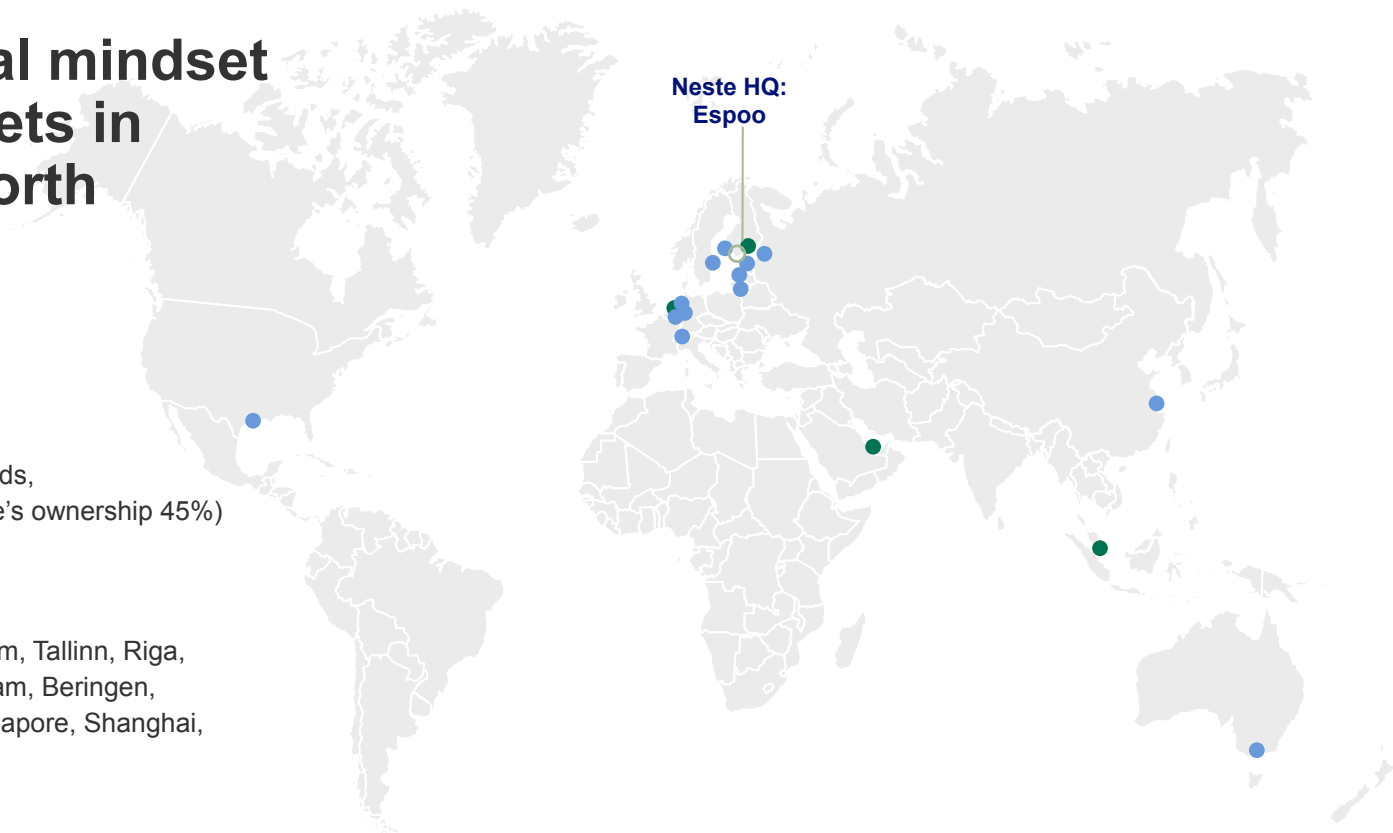 al mindset
ets in
orth
Neste HQ:
Espoo
ds,
e’s ownership 45%)
m, Tallinn, Riga,
am, Beringen,
apore, Shanghai,